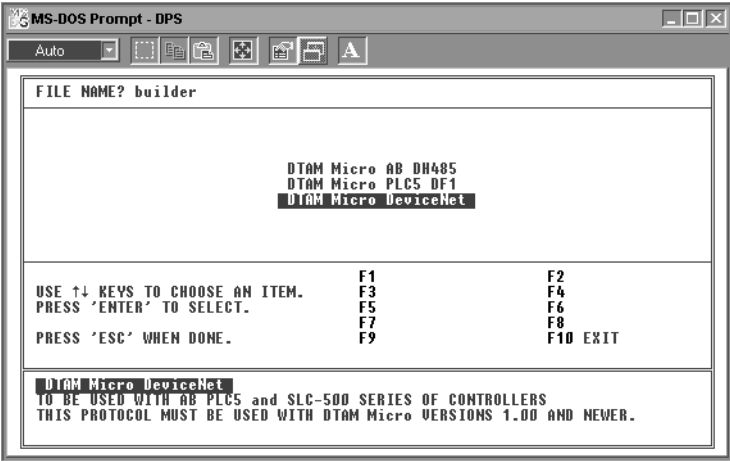 MS-DOS Prompt - DPS
Auto
A
FILE NAME? builder
DTAM Micro AB DH485
DTAM Micro PLC5 DF1
DTAM Micro DeviceNet
F1 F2
USE ↑↓ KEYS TO CHOOSE AN ITEM. F3 F4
PRESS 'ENTER' TO SELECT. F5 F6
F7 F8
PRESS 'ESC' WHEN DONE. F9 F10 EXIT
DTAM Micro DeviceNet
TO BE USED WITH AB PLC5 and SLC-500 SERIES OF CONTROLLERS
THIS PROTOCOL MUST BE USED WITH DTAM Micro VERSIONS 1.00 AND NEWER.